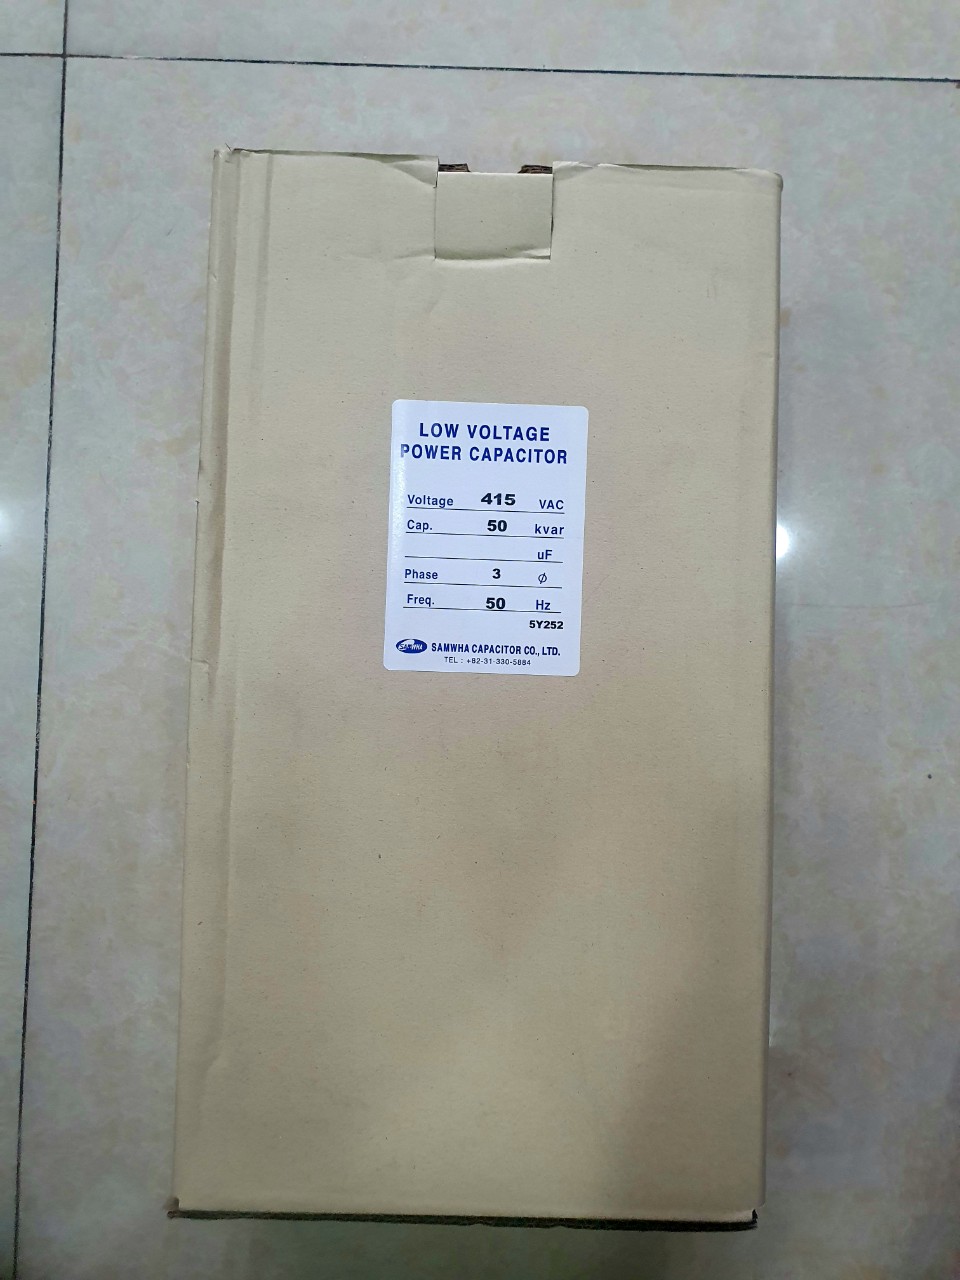 LOW VOLTAGE
POWER CAPACITOR
Voltage 415 VAC
Cap. 50 kvar
uF
Phase 3 ϕ
Freq. 50 Hz
5Y252
SAMWHA SAMWHA CAPACITOR CO., LTD.
TEL : +82-31-330-5884